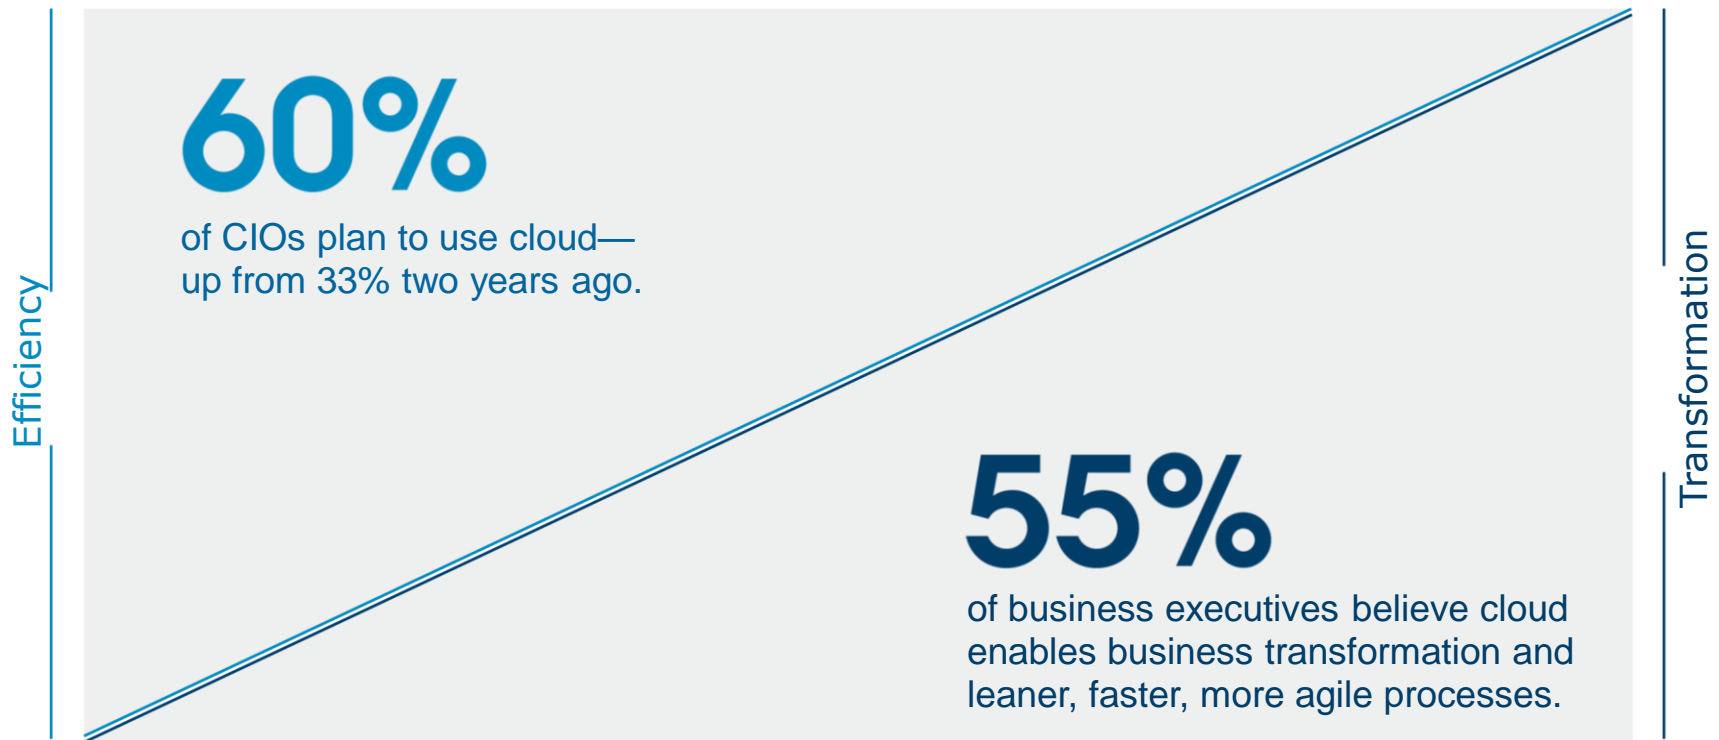 Efficiency
60%
of CIOs plan to use cloud—
up from 33% two years ago.
55%
of business executives believe cloud
enables business transformation and
leaner, faster, more agile processes.
Transformation